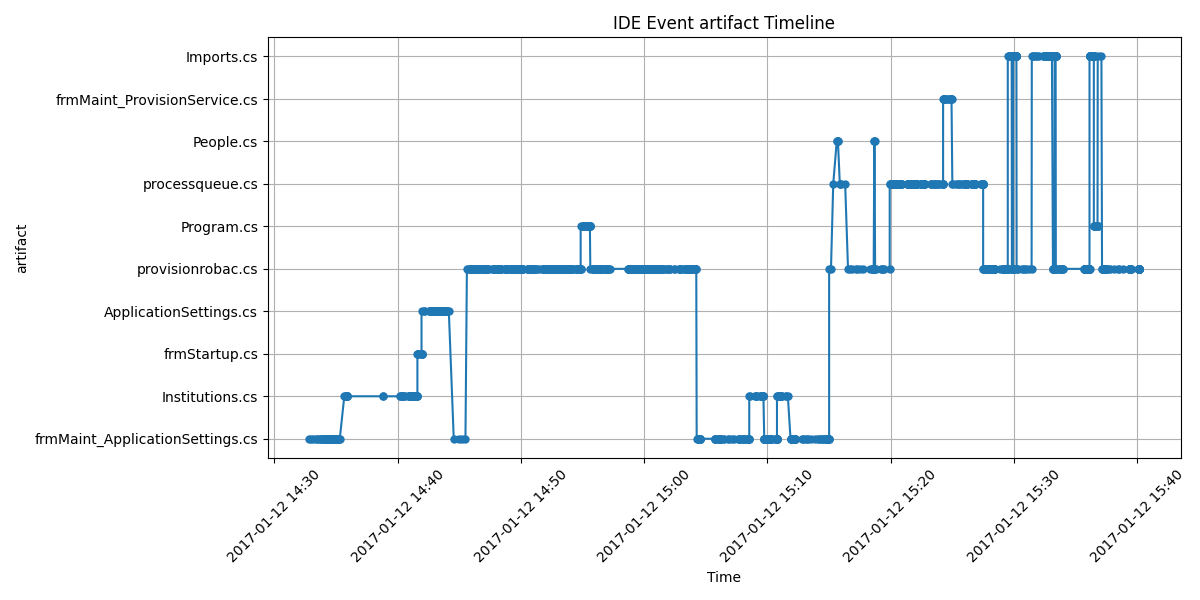 IDE Event artifact Timeline
Imports.cs
frmMaint_ProvisionService.cs
People.cs
processqueue.cs
Program.cs
provisionrobac.cs
ApplicationSettings.cs
frmStartup.cs
Institutions.cs
frmMaint_ApplicationSettings.cs
artifact
2017-01-12 14:30
2017-01-12 14:40
2017-01-12 14:50
2017-01-12 15:00
2017-01-12 15:10
2017-01-12 15:20
2017-01-12 15:30
2017-01-12 15:40
Time